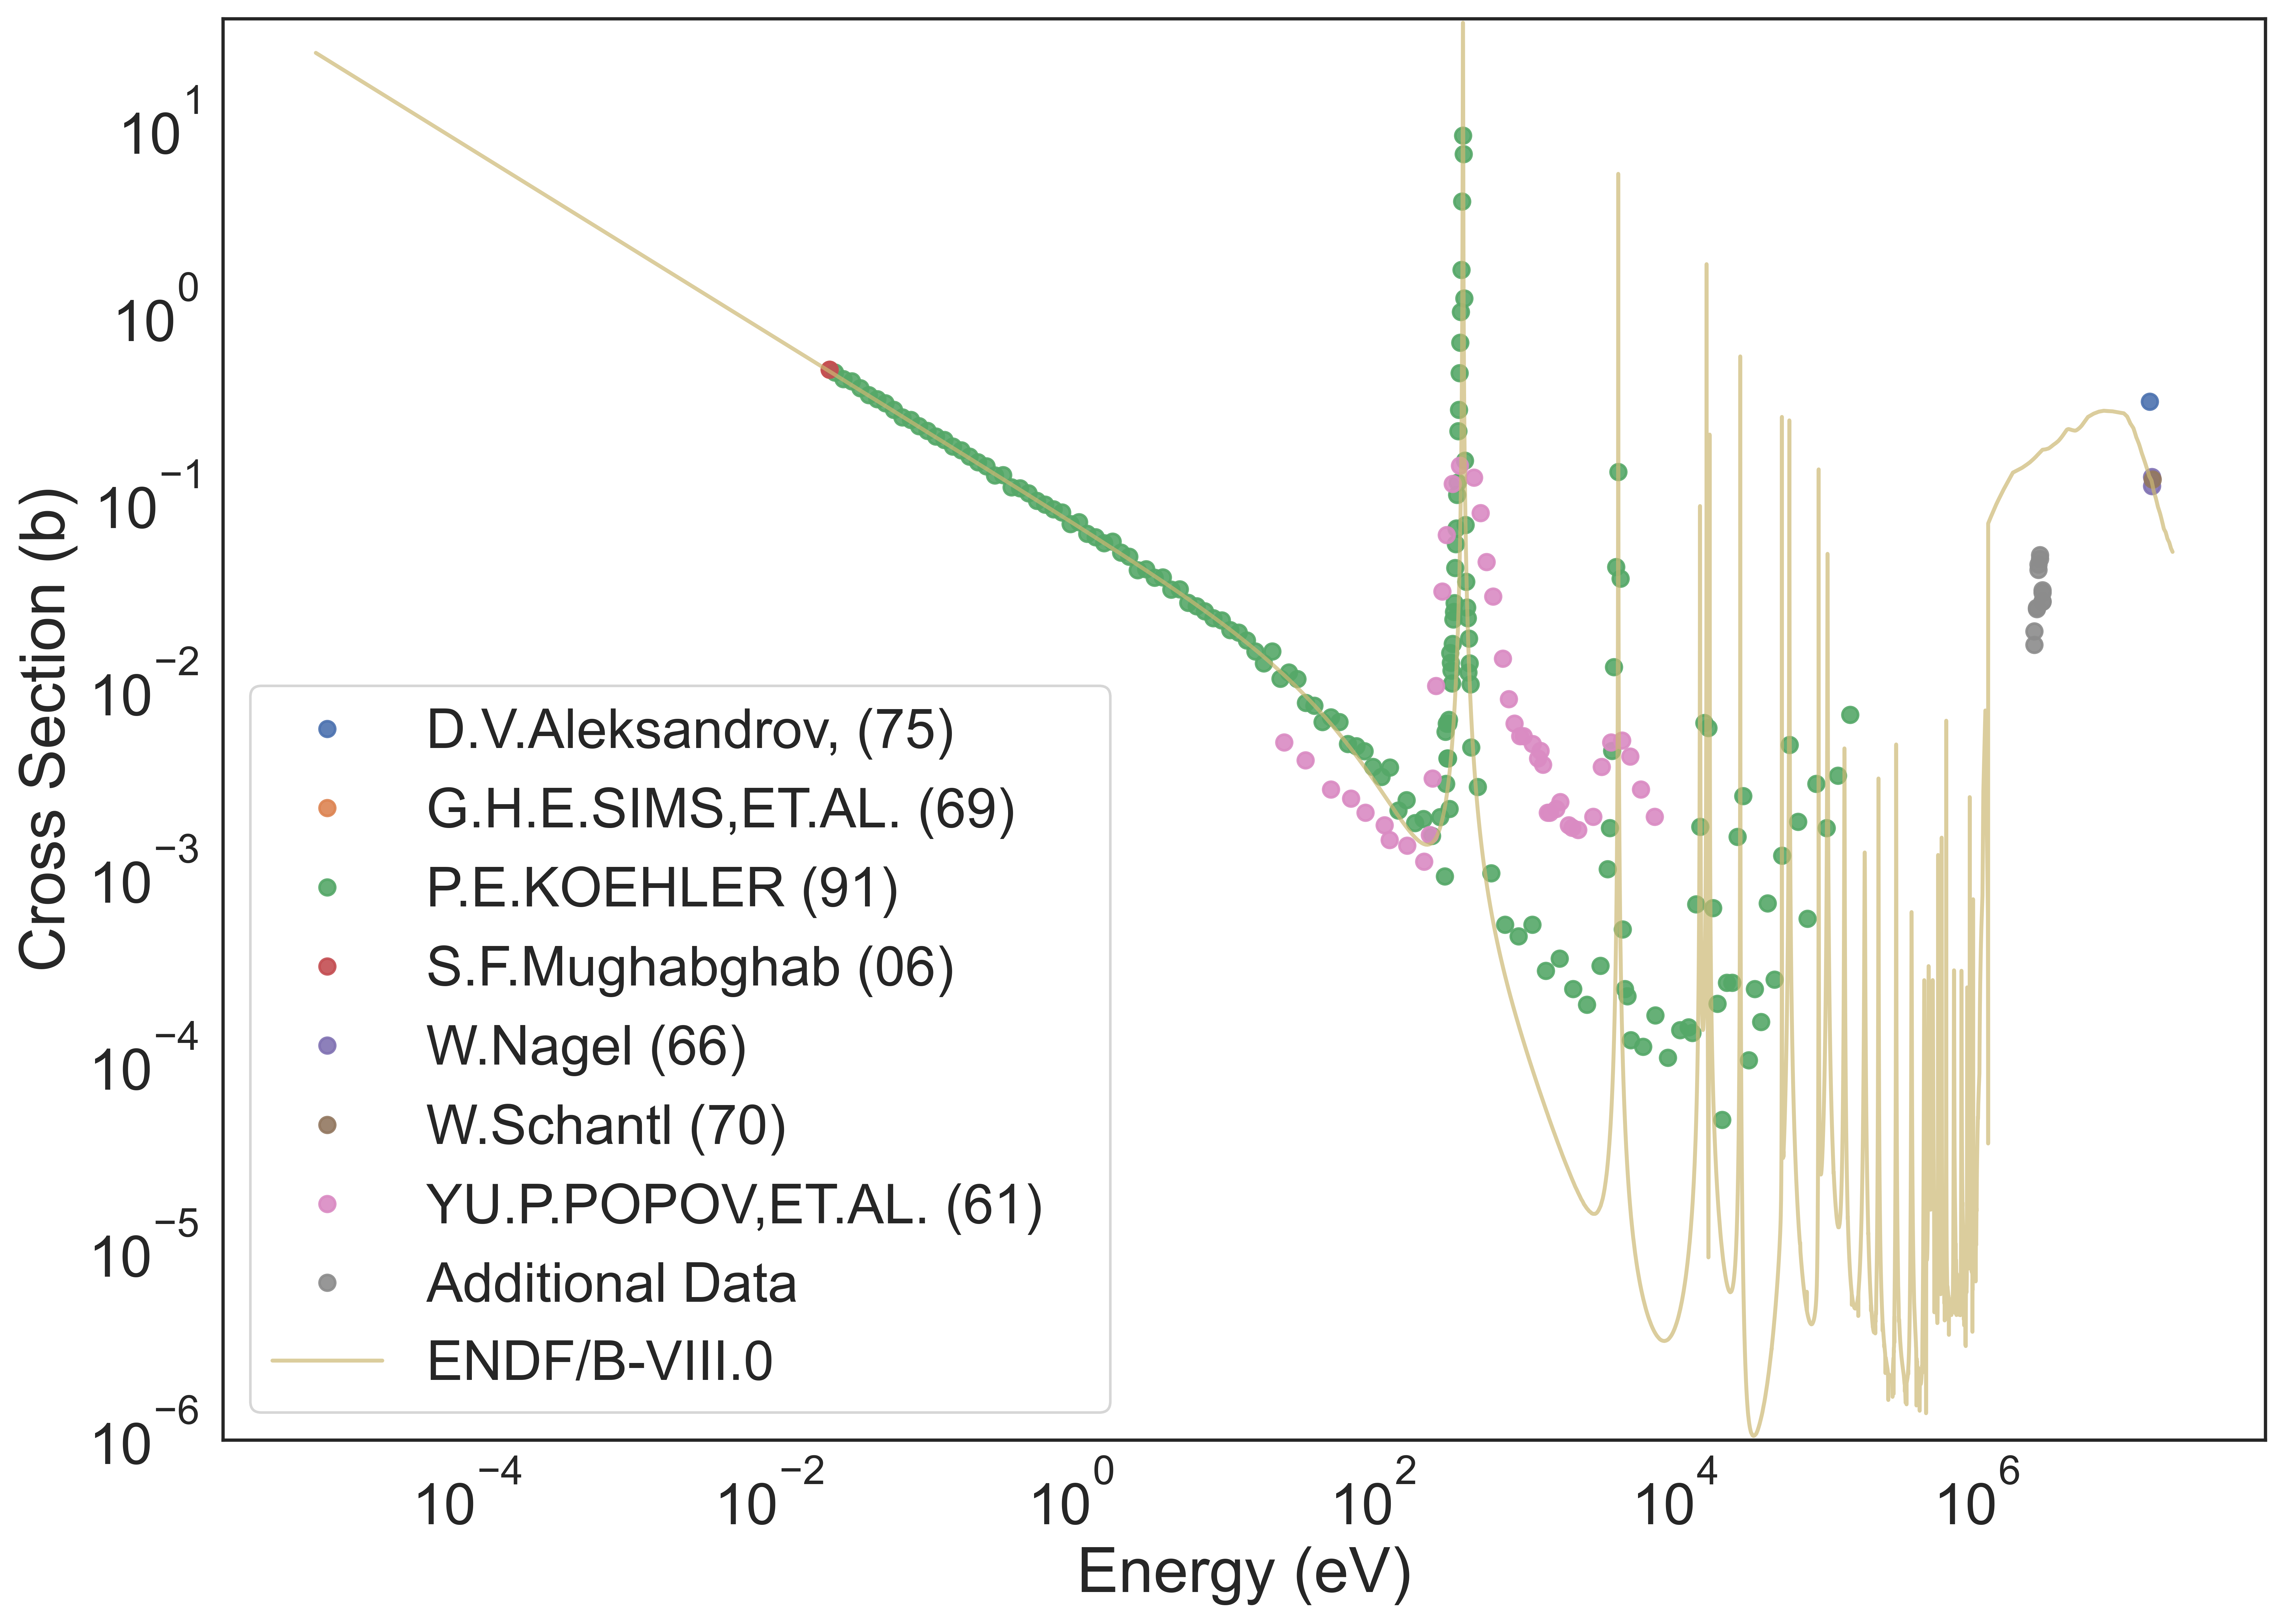 10^1
10^0
10^−1
10^−2
10^−3
10^−4
10^−5
10^−6
Cross Section (b)
D.V.Aleksandrov, (75)
G.H.E.SIMS,ET.AL. (69)
P.E.KOEHLER (91)
S.F.Mughabghab (06)
W.Nagel (66)
W.Schantl (70)
YU.P.POPOV,ET.AL. (61)
Additional Data
ENDF/B-VIII.0
10^−4 10^−2 10^0 10^2 10^4 10^6
Energy (eV)